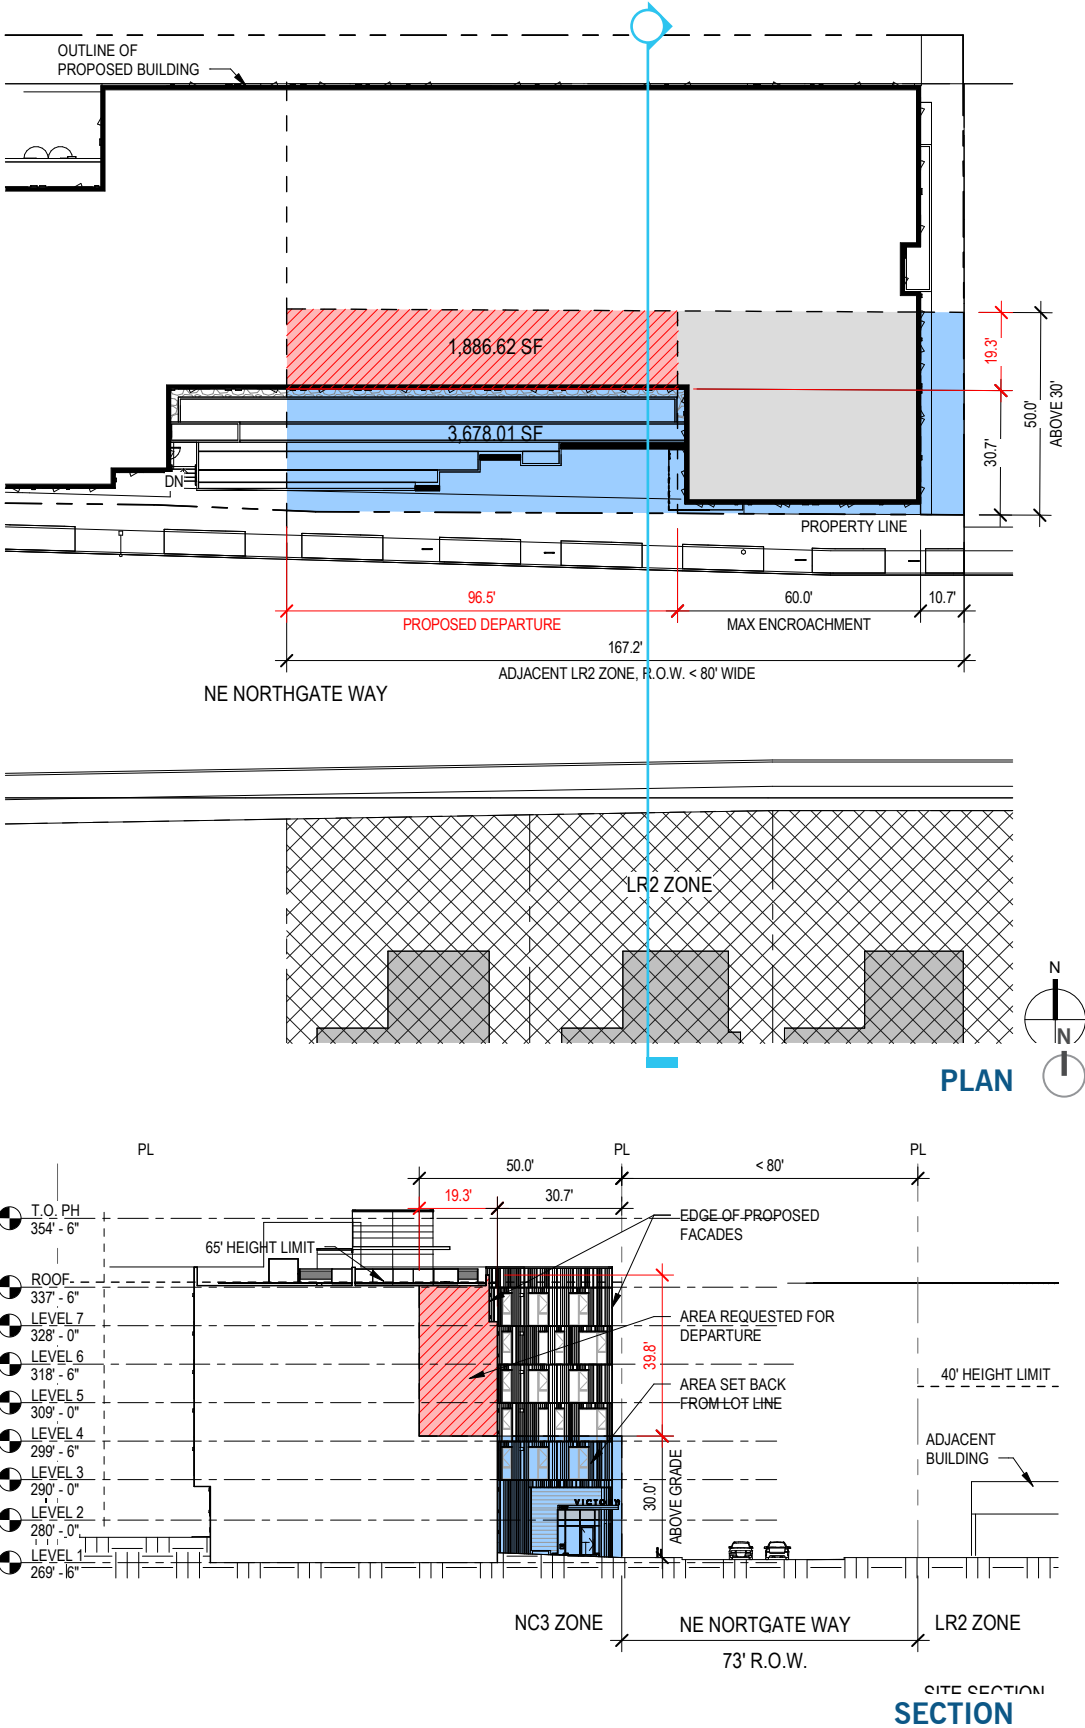 OUTLINE OF
PROPOSED BUILDING
1,886.62 SF
3,678.01 SF
19.3'
50.0'
ABOVE 30'
30.7'
DN
PROPERTY LINE
96.5'
60.0'
10.7'
PROPOSED DEPARTURE
MAX ENCROACHMENT
167.2'
ADJACENT LR2 ZONE, R.O.W. < 80' WIDE
NE NORTHGATE WAY
LR2 ZONE
N
N
PLAN
PL
PL
PL
50.0'
< 80'
19.3'
30.7'
T.O. PH
354' - 6"
EDGE OF PROPOSED
FACADES
65' HEIGHT LIMIT
ROOF
337' - 6"
LEVEL 7
328' - 0"
AREA REQUESTED FOR
DEPARTURE
39.8'
LEVEL 6
318' - 6"
40' HEIGHT LIMIT
LEVEL 5
309' - 0"
AREA SET BACK
FROM LOT LINE
LEVEL 4
299' - 6"
ADJACENT
BUILDING
LEVEL 3
290' - 0"
30.0'
ABOVE GRADE
LEVEL 2
280' - 0"
LEVEL 1
269' - 6"
NC3 ZONE
NE NORTGATE WAY
LR2 ZONE
73' R.O.W.
SITE SECTION
SECTION